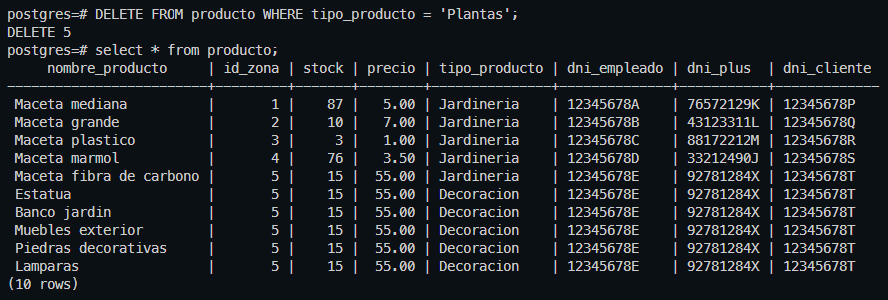 postgres=# DELETE FROM producto WHERE tipo_producto = 'Plantas';
DELETE 5
postgres=# select * from producto;
     nombre_producto     | id_zona | stock | precio | tipo_producto | dni_empleado | dni_plus  | dni_cliente
-------------------------+---------+-------+--------+---------------+--------------+-----------+-------------
 Maceta mediana          |       1 |    87 |   5.00 | Jardineria    | 12345678A    | 76572129K | 12345678P
 Maceta grande           |       2 |    10 |   7.00 | Jardineria    | 12345678B    | 43123311L | 12345678Q
 Maceta plastico         |       3 |     3 |   1.00 | Jardineria    | 12345678C    | 88172212M | 12345678R
 Maceta marmol           |       4 |    76 |   3.50 | Jardineria    | 12345678D    | 33212490J | 12345678S
 Maceta fibra de carbono |       5 |    15 |  55.00 | Jardineria    | 12345678E    | 92781284X | 12345678T
 Estatua                 |       5 |    15 |  55.00 | Decoracion    | 12345678E    | 92781284X | 12345678T
 Banco jardin            |       5 |    15 |  55.00 | Decoracion    | 12345678E    | 92781284X | 12345678T
 Muebles exterior        |       5 |    15 |  55.00 | Decoracion    | 12345678E    | 92781284X | 12345678T
 Piedras decorativas     |       5 |    15 |  55.00 | Decoracion    | 12345678E    | 92781284X | 12345678T
 Lamparas                |       5 |    15 |  55.00 | Decoracion    | 12345678E    | 92781284X | 12345678T
(10 rows)